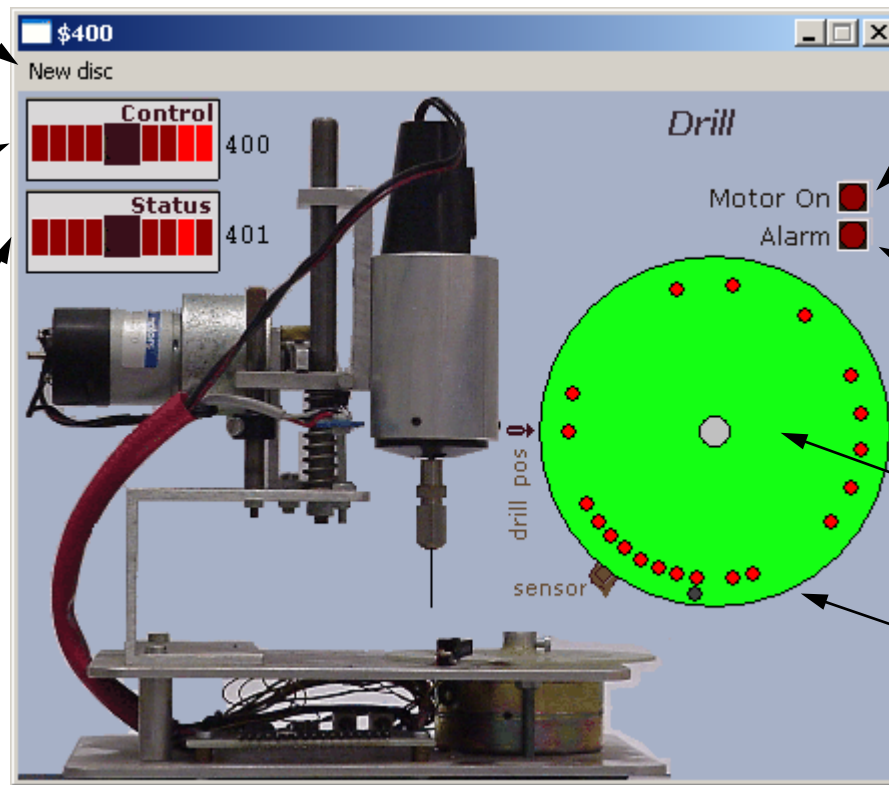 $400
New disc
Control
400
Status
401
Drill
Motor On
Alarm
drill pos
sensor